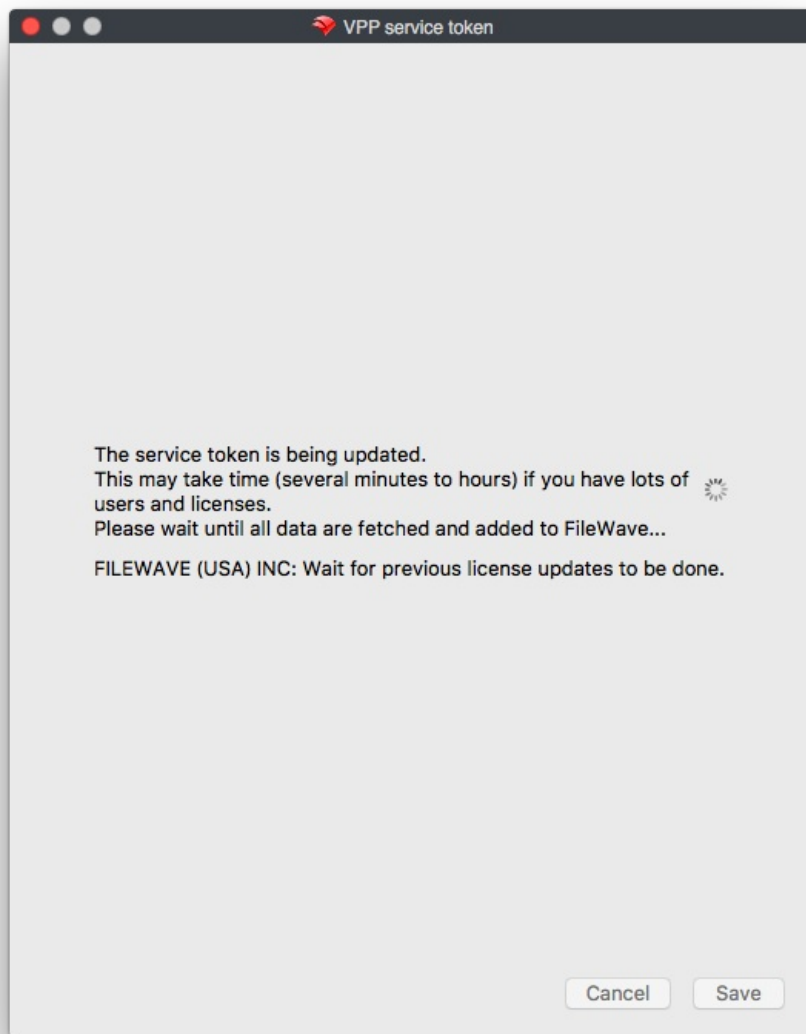 VPP service token
The service token is being updated.
This may take time (several minutes to hours) if you have lots of
users and licenses.
Please wait until all data are fetched and added to FileWave...
FILEWAVE (USA) INC: Wait for previous license updates to be done.
Cancel Save